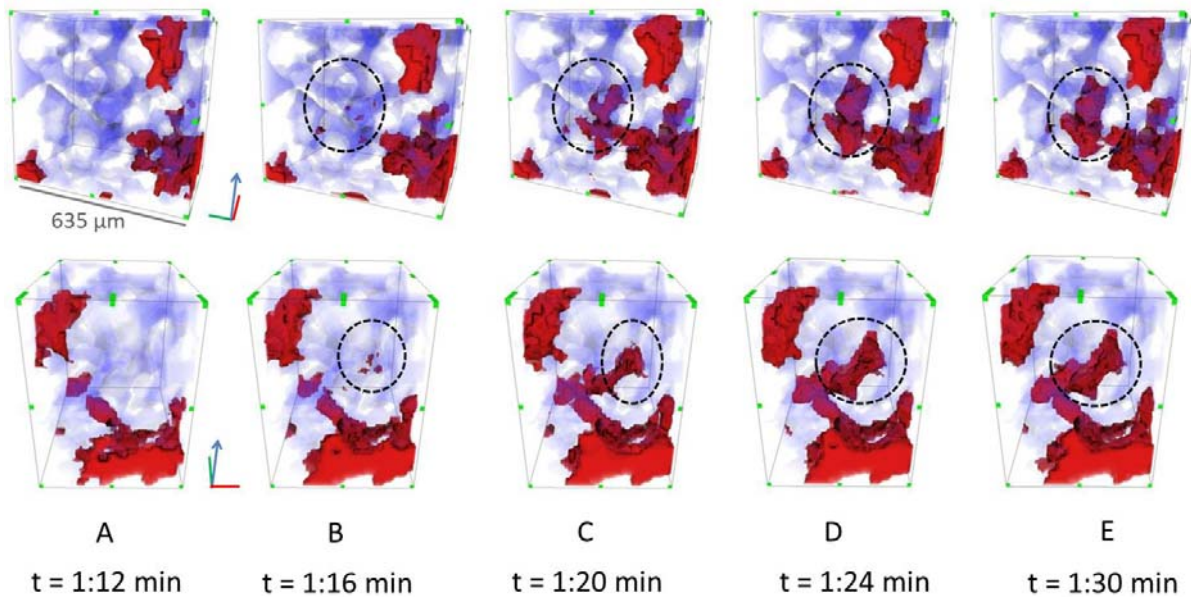 635 µm
A B C D E
t = 1:12 min t = 1:16 min t = 1:20 min t = 1:24 min t = 1:30 min